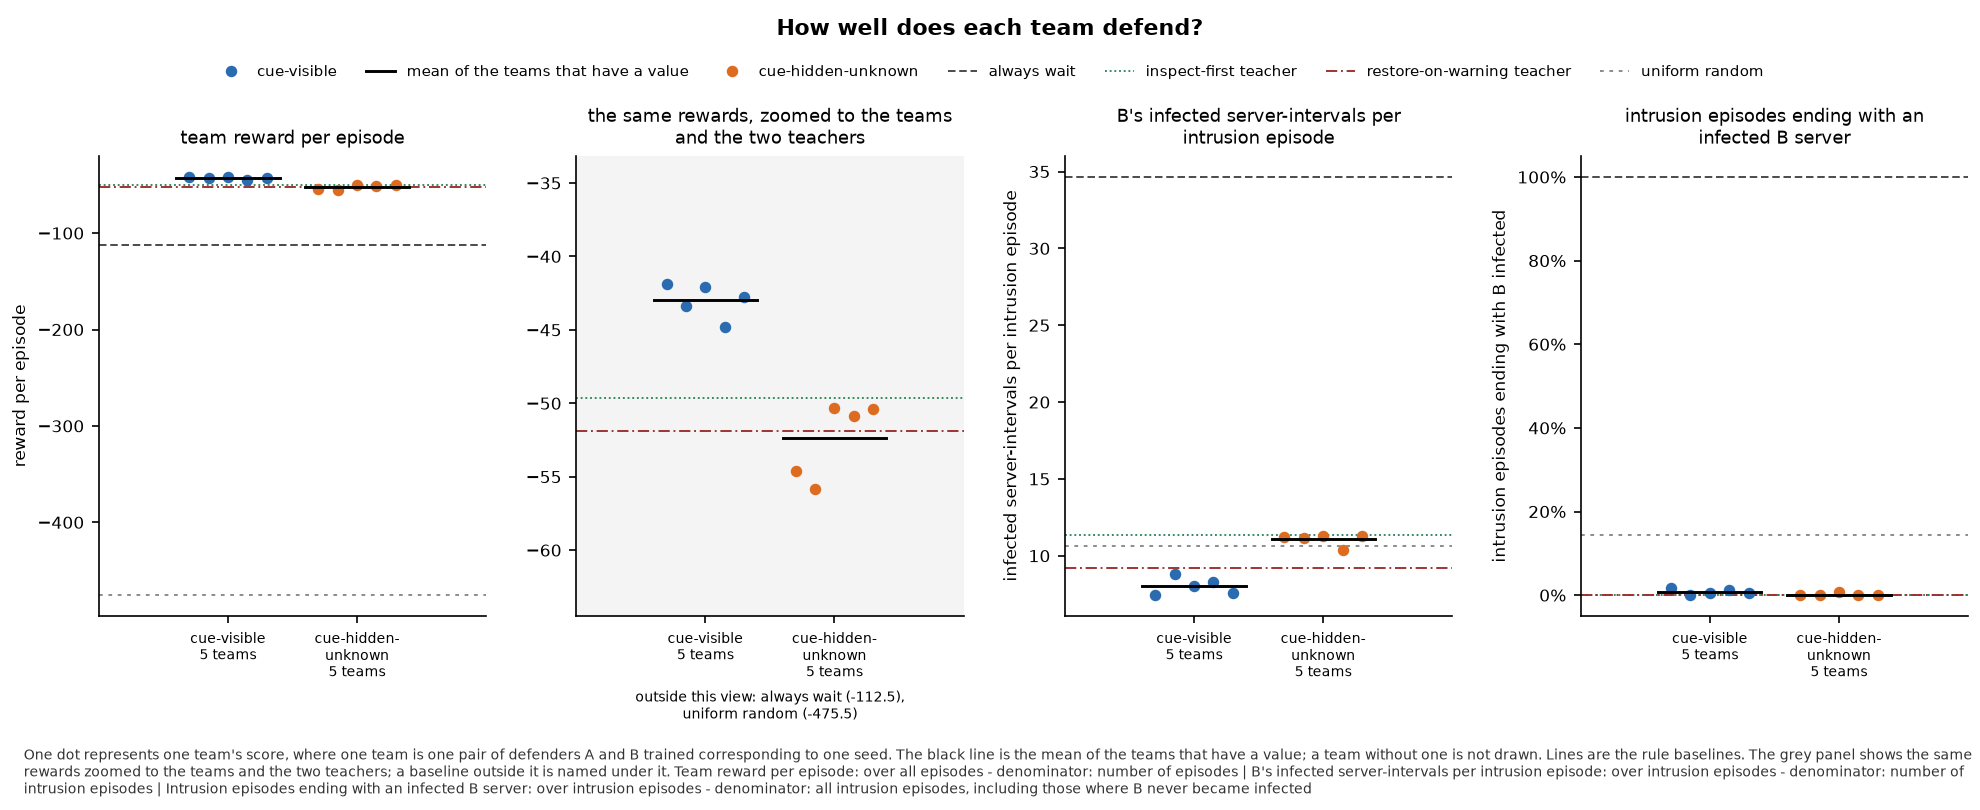 How well does each team defend?
cue-visible
mean of the teams that have a value
cue-hidden-unknown
always wait
inspect-first teacher
restore-on-warning teacher
uniform random
team reward per episode
reward per episode
−100
−200
−300
−400
cue-visible
5 teams
cue-hidden-
unknown
5 teams
the same rewards, zoomed to the teams
and the two teachers
−35
−40
−45
−50
−55
−60
cue-visible
5 teams
cue-hidden-
unknown
5 teams
outside this view: always wait (-112.5),
uniform random (-475.5)
B's infected server-intervals per
intrusion episode
infected server-intervals per intrusion episode
35
30
25
20
15
10
cue-visible
5 teams
cue-hidden-
unknown
5 teams
intrusion episodes ending with an
infected B server
intrusion episodes ending with B infected
100%
80%
60%
40%
20%
0%
cue-visible
5 teams
cue-hidden-
unknown
5 teams
One dot represents one team's score, where one team is one pair of defenders A and B trained corresponding to one seed. The black line is the mean of the teams that have a value; a team without one is not drawn. Lines are the rule baselines. The grey panel shows the same
rewards zoomed to the teams and the two teachers; a baseline outside it is named under it. Team reward per episode: over all episodes - denominator: number of episodes | B's infected server-intervals per intrusion episode: over intrusion episodes - denominator: number of
intrusion episodes | Intrusion episodes ending with an infected B server: over intrusion episodes - denominator: all intrusion episodes, including those where B never became infected